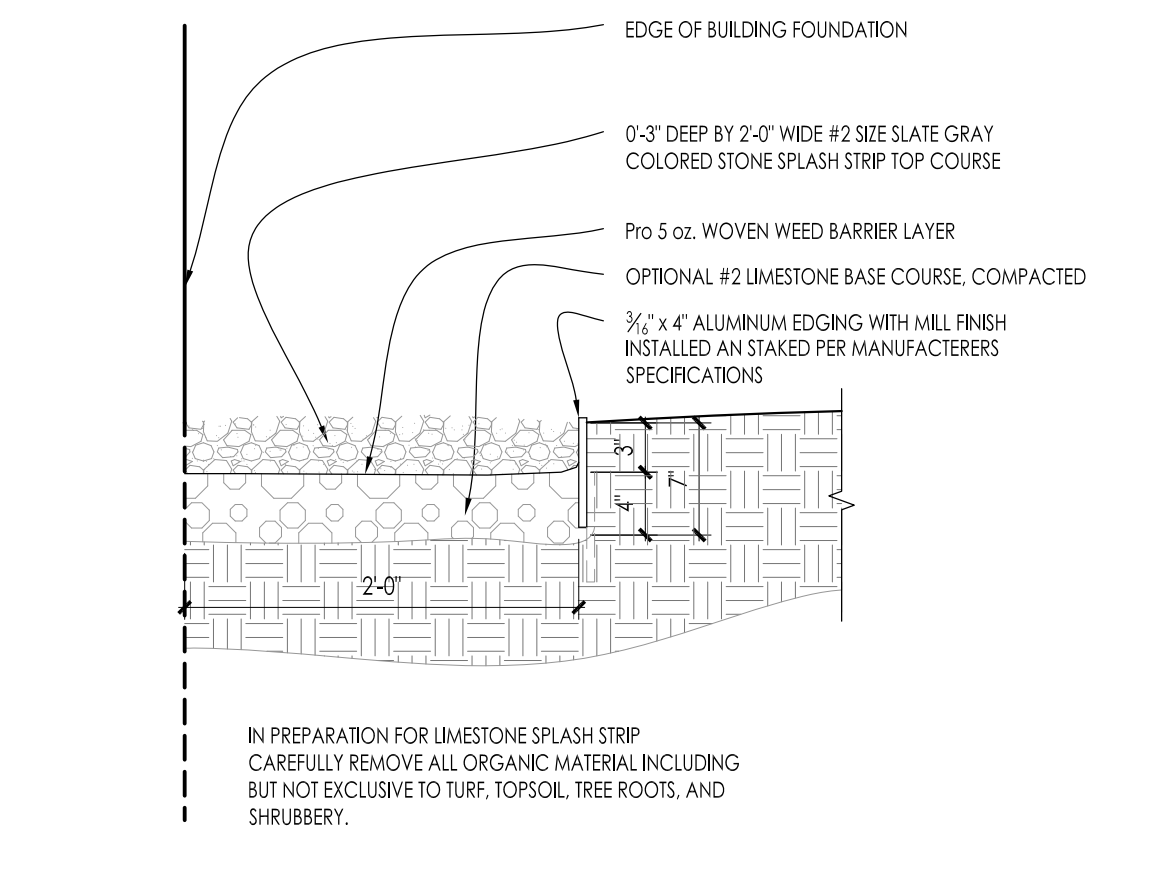 EDGE OF BUILDING FOUNDATION
0'-3" DEEP BY 2'-0" WIDE #2 SIZE SLATE GRAY
COLORED STONE SPLASH STRIP TOP COURSE
Pro 5 oz. WOVEN WEED BARRIER LAYER
OPTIONAL #2 LIMESTONE BASE COURSE, COMPACTED
3/16" x 4" ALUMINUM EDGING WITH MILL FINISH
INSTALLED AN STAKED PER MANUFACTERERS
SPECIFICATIONS
3"
4"
7"
2'-0"
IN PREPARATION FOR LIMESTONE SPLASH STRIP
CAREFULLY REMOVE ALL ORGANIC MATERIAL INCLUDING
BUT NOT EXCLUSIVE TO TURF, TOPSOIL, TREE ROOTS, AND
SHRUBBERY.